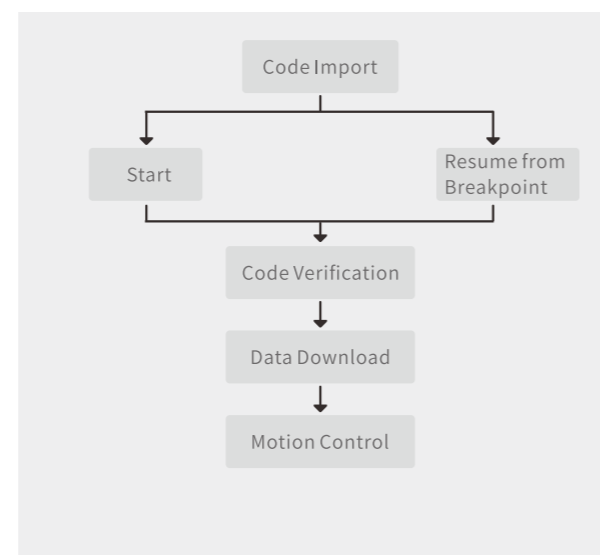 Code Import
Start
Resume from
Breakpoint
Code Verification
Data Download
Motion Control